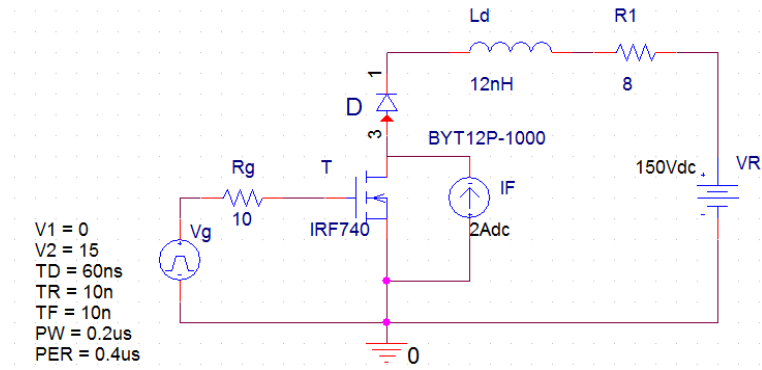 Ld
R1
12nH
8
1
D
3
BYT12P-1000
Rg
T
IF
150Vdc
VR
10
Vg
IRF740
2Adc
V1 = 0
V2 = 15
TD = 60ns
TR = 10n
TF = 10n
PW = 0.2us
PER = 0.4us
0